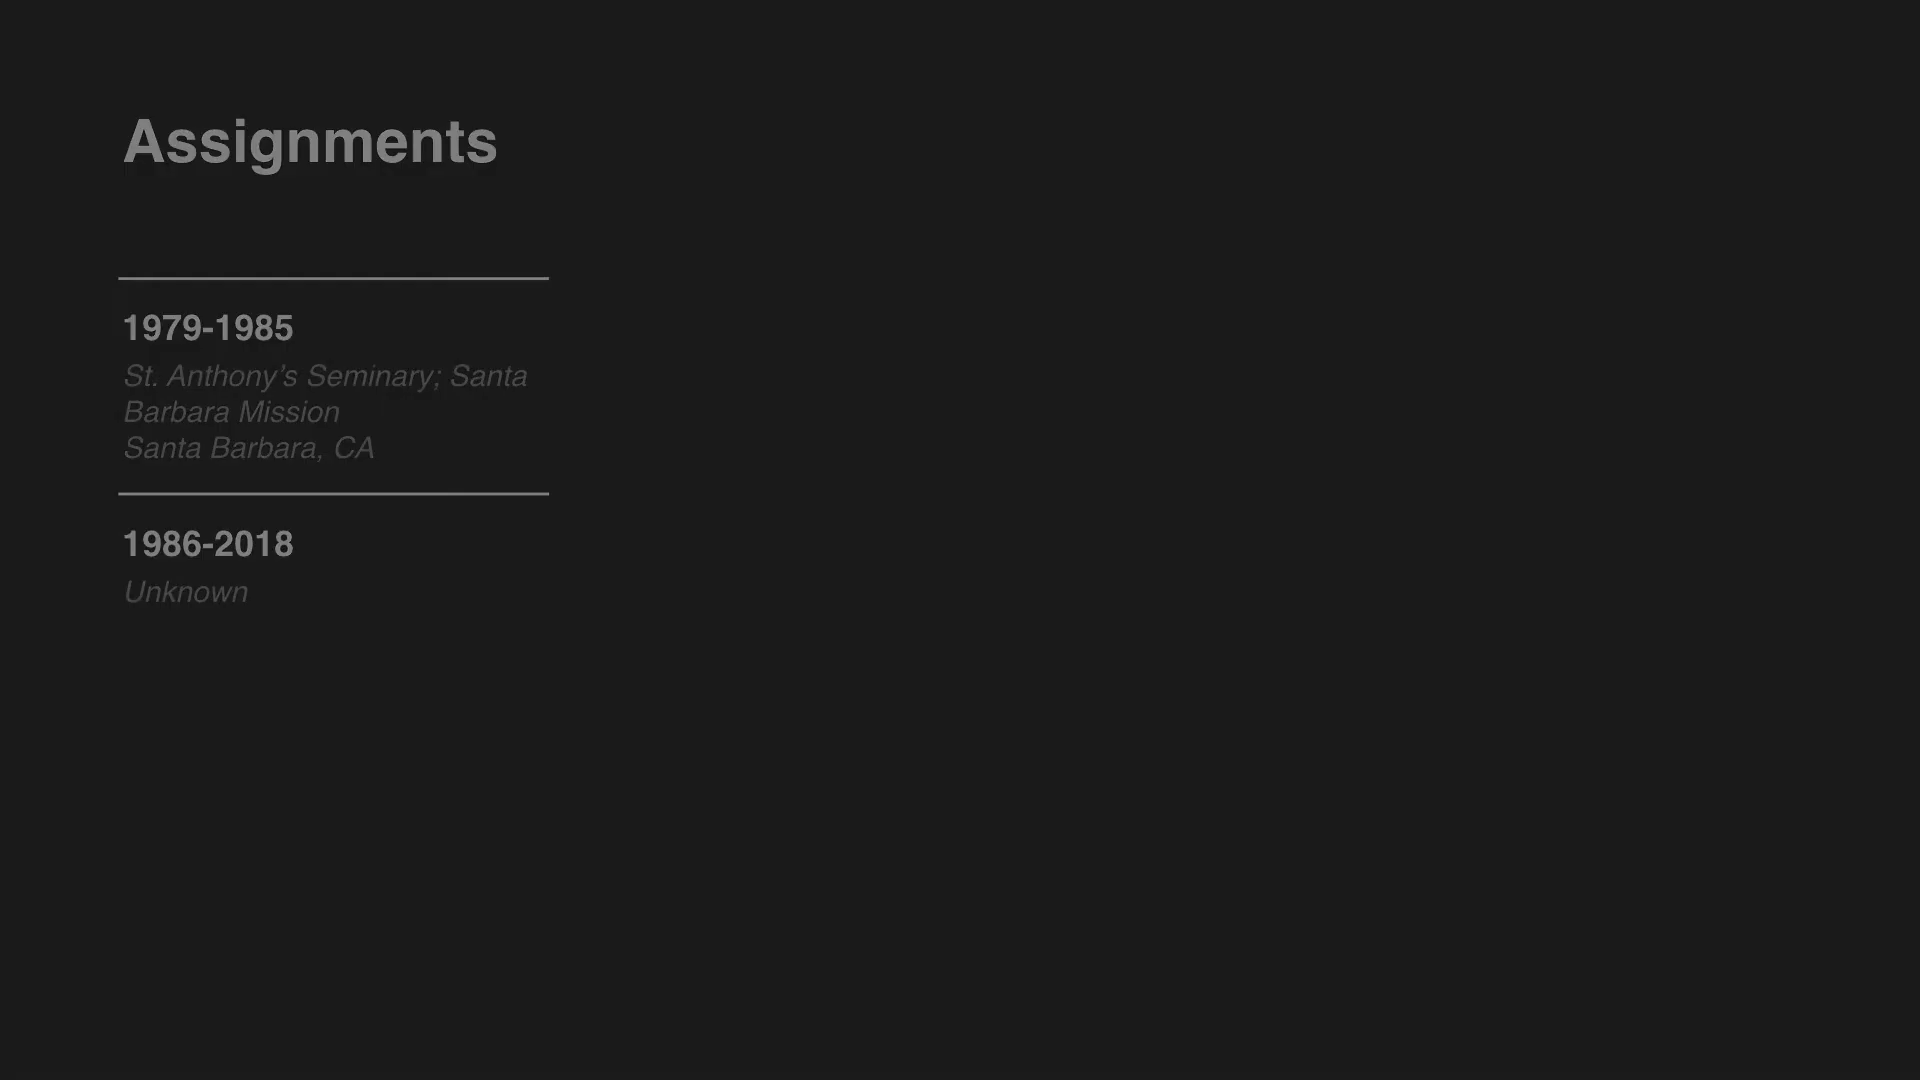 Assignments
1979-1985
St. Anthony’s Seminary; Santa
Barbara Mission
Santa Barbara, CA
1986-2018
Unknown